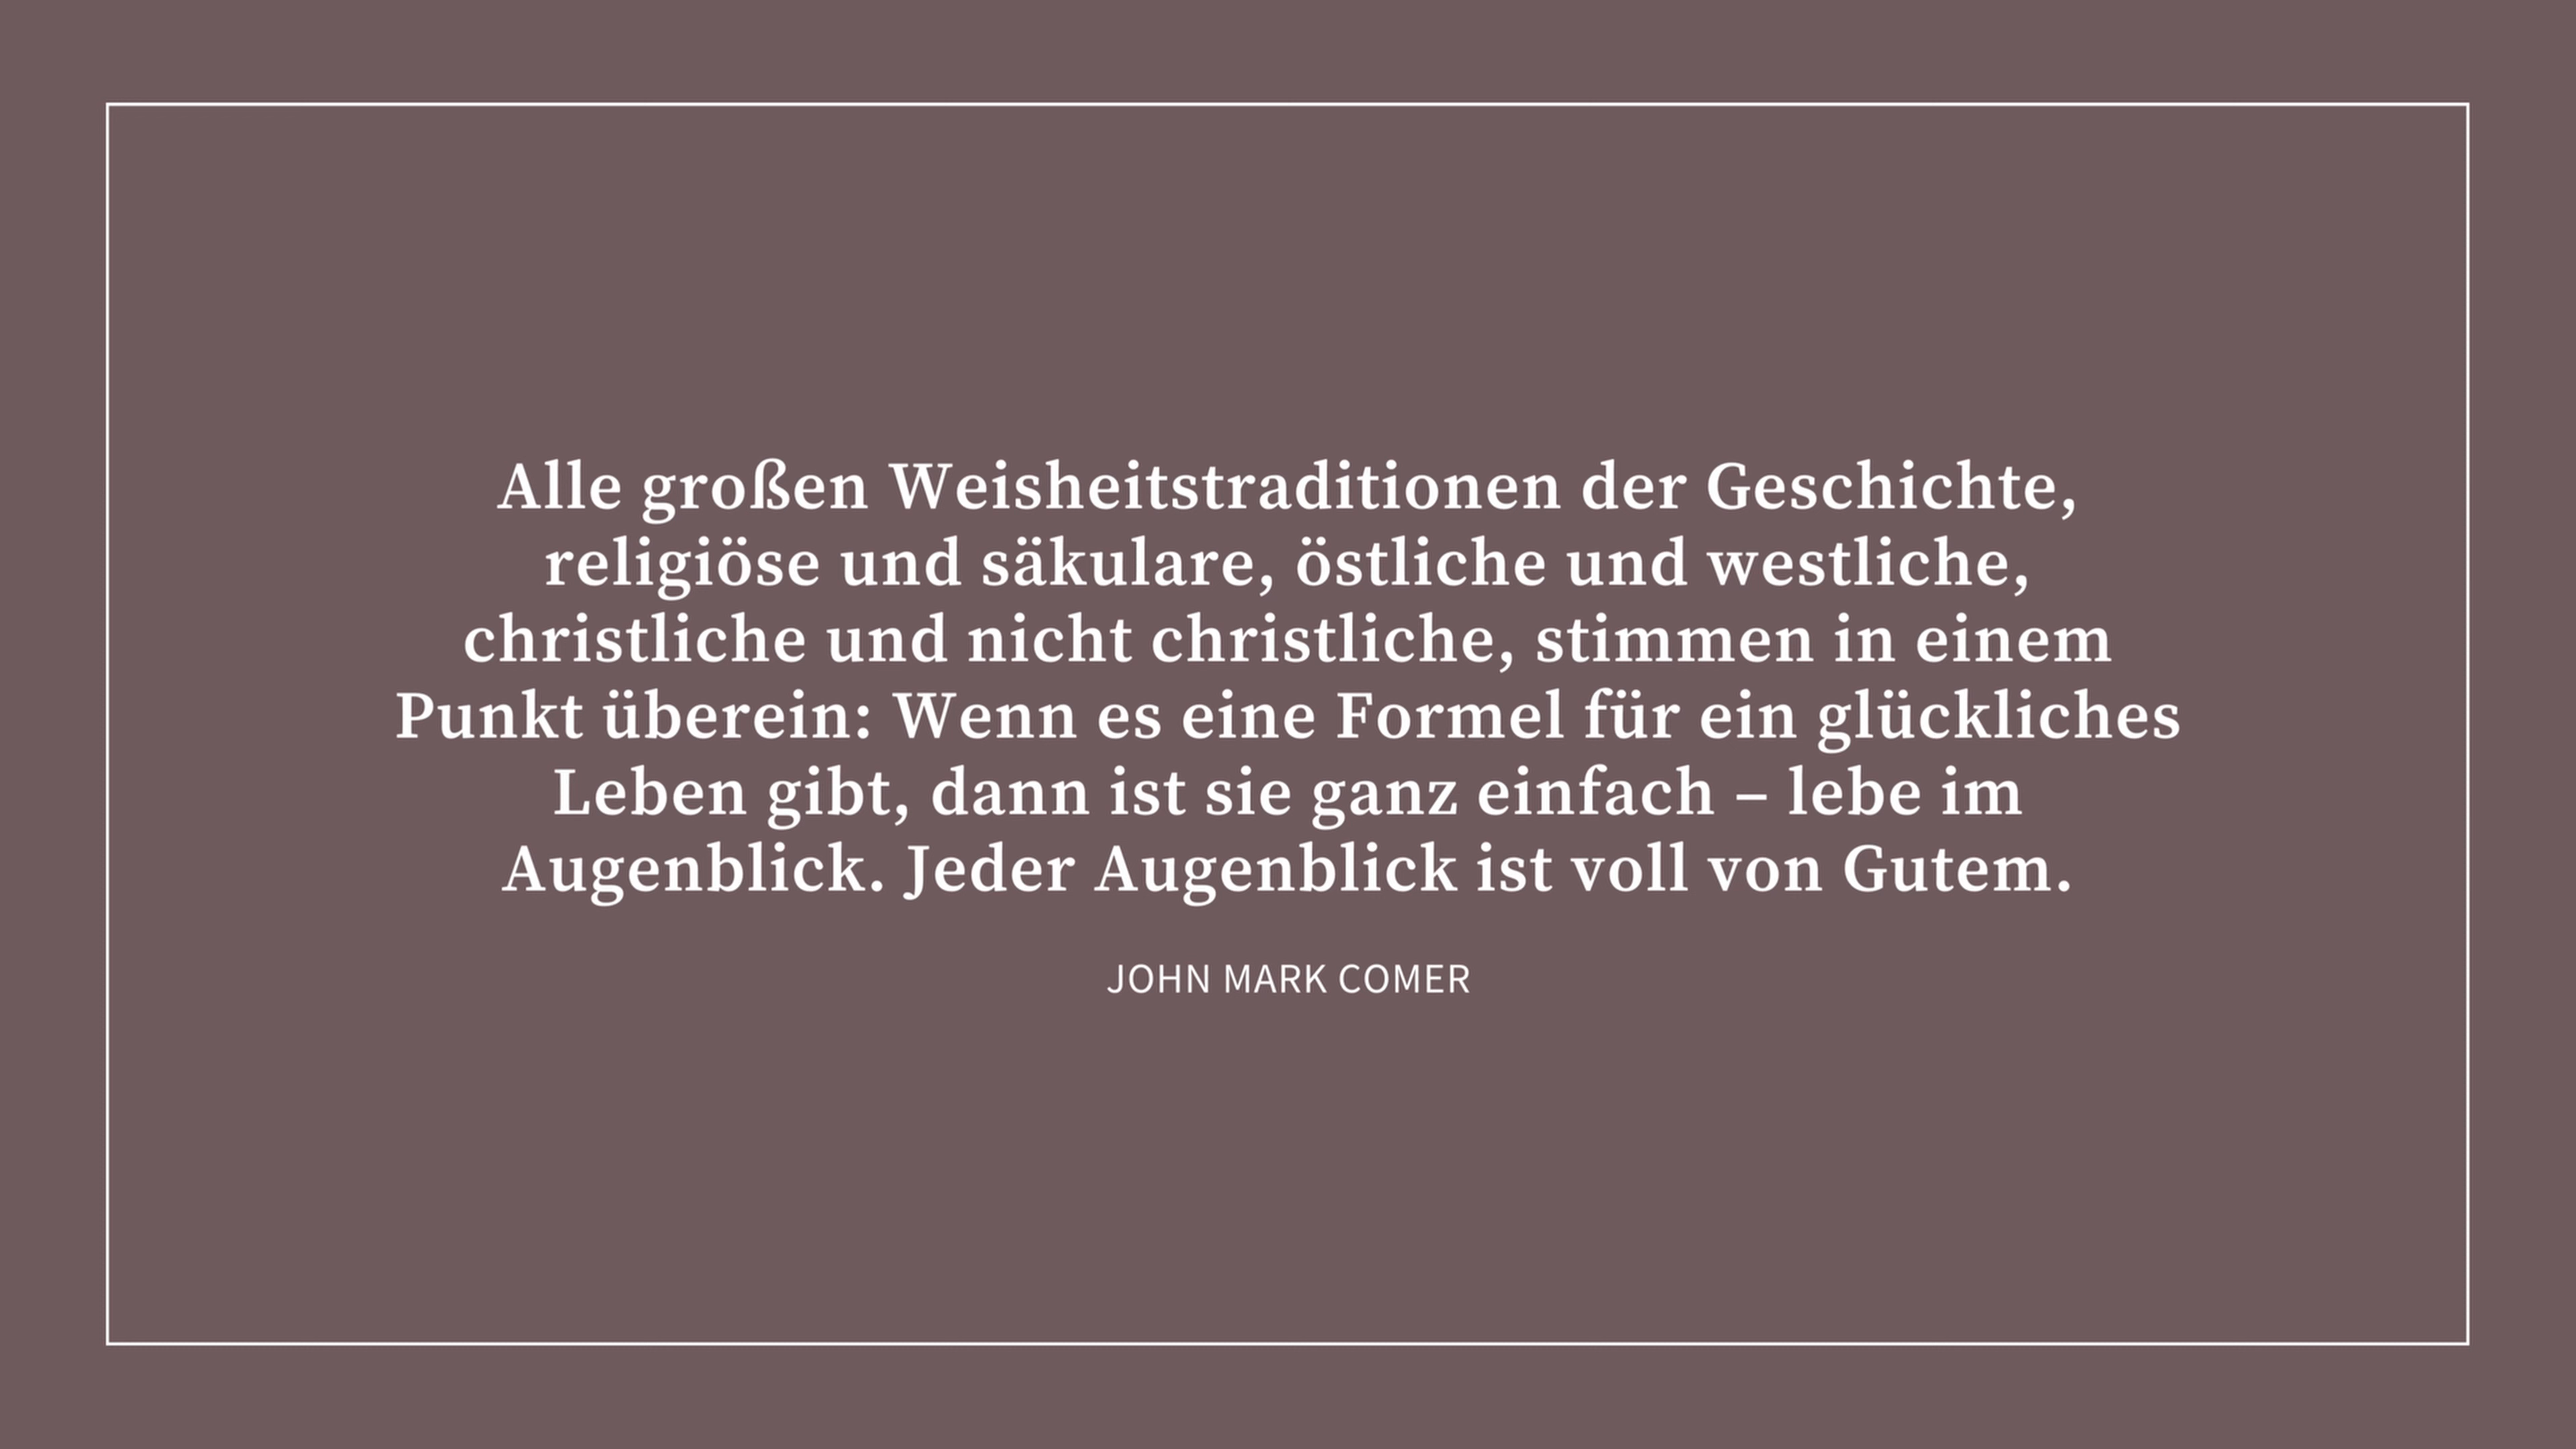 Alle großen Weisheitstraditionen der Geschichte,
religiöse und säkulare, östliche und westliche,
christliche und nicht christliche, stimmen in einem
Punkt überein: Wenn es eine Formel für ein glückliches
Leben gibt, dann ist sie ganz einfach – lebe im
Augenblick. Jeder Augenblick ist voll von Gutem.
JOHN MARK COMER